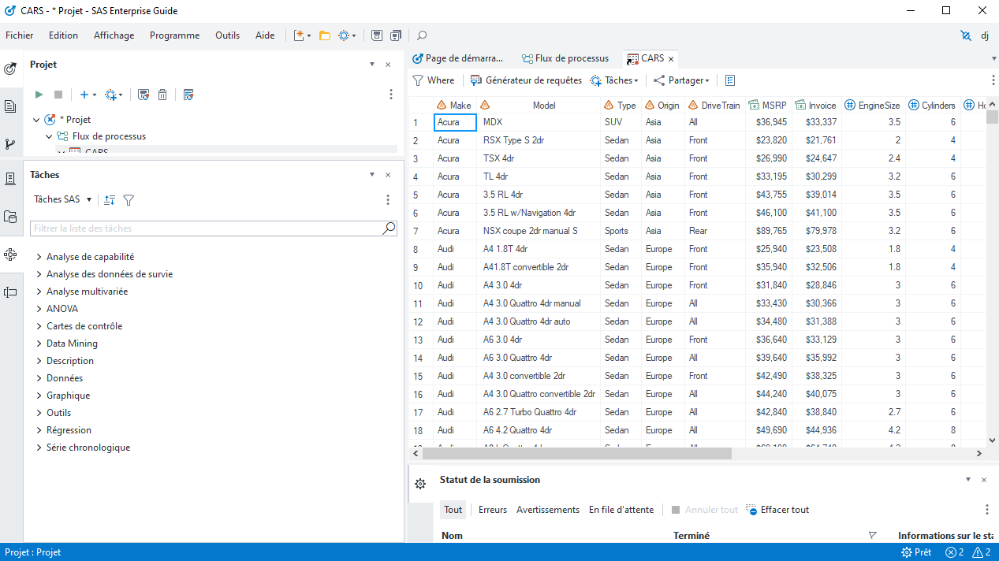 CARS - * Projet - SAS Enterprise Guide
Fichier Edition Affichage Programme Outils Aide dj
Projet
* Projet
Flux de processus
CARS
Tâches
Tâches SAS
Filtrer la liste des tâches
Analyse de capabilité
Analyse des données de survie
Analyse multivariée
ANOVA
Cartes de contrôle
Data Mining
Description
Données
Graphique
Outils
Régression
Série chronologique
Page de démarra... Flux de processus CARS
Where Générateur de requêtes Tâches Partager
Make Model Type Origin DriveTrain MSRP Invoice EngineSize Cylinders Ho
1 Acura MDX SUV Asia All $36,945 $33,337 3.5 6
2 Acura RSX Type S 2dr Sedan Asia Front $23,820 $21,761 2 4
3 Acura TSX 4dr Sedan Asia Front $26,990 $24,647 2.4 4
4 Acura TL 4dr Sedan Asia Front $33,195 $30,299 3.2 6
5 Acura 3.5 RL 4dr Sedan Asia Front $43,755 $39,014 3.5 6
6 Acura 3.5 RL w/Navigation 4dr Sedan Asia Front $46,100 $41,100 3.5 6
7 Acura NSX coupe 2dr manual S Sports Asia Rear $89,765 $79,978 3.2 6
8 Audi A4 1.8T 4dr Sedan Europe Front $25,940 $23,508 1.8 4
9 Audi A41.8T convertible 2dr Sedan Europe Front $35,940 $32,506 1.8 4
10 Audi A4 3.0 4dr Sedan Europe Front $31,840 $28,846 3 6
11 Audi A4 3.0 Quattro 4dr manual Sedan Europe All $33,430 $30,366 3 6
12 Audi A4 3.0 Quattro 4dr auto Sedan Europe All $34,480 $31,388 3 6
13 Audi A6 3.0 4dr Sedan Europe Front $36,640 $33,129 3 6
14 Audi A6 3.0 Quattro 4dr Sedan Europe All $39,640 $35,992 3 6
15 Audi A4 3.0 convertible 2dr Sedan Europe Front $42,490 $38,325 3 6
16 Audi A4 3.0 Quattro convertible 2dr Sedan Europe All $44,240 $40,075 3 6
17 Audi A6 2.7 Turbo Quattro 4dr Sedan Europe All $42,840 $38,840 2.7 6
18 Audi A6 4.2 Quattro 4dr Sedan Europe All $49,690 $44,936 4.2 8
Statut de la soumission
Tout Erreurs Avertissements En file d'attente Annuler tout Effacer tout
Nom Terminé Informations sur le sta
Projet : Projet Prêt 2 2